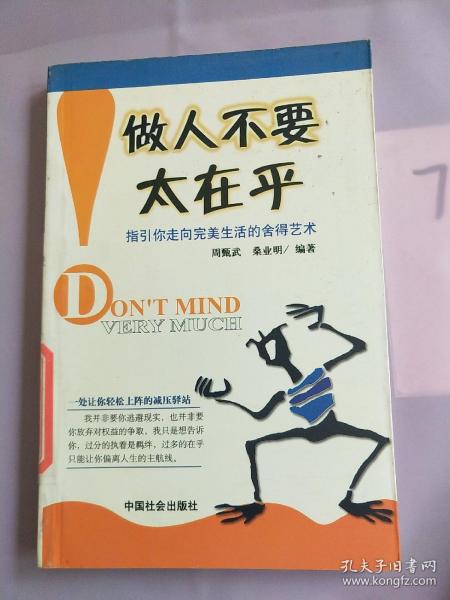 做人不要
太在乎
指引你走向完美生活的舍得艺术
周甄武 桑业明/编著
DON'T MIND
VERY MUCH
一处让你轻松上阵的减压驿站
我并非要你逃避现实，也并非要
你放弃对权益的争取，我只是想告诉
你，过分的执着是羁绊，过多的在乎
只能让你偏离人生的主航线。
中国社会出版社
7
孔夫子旧书网
www.kongfz.com